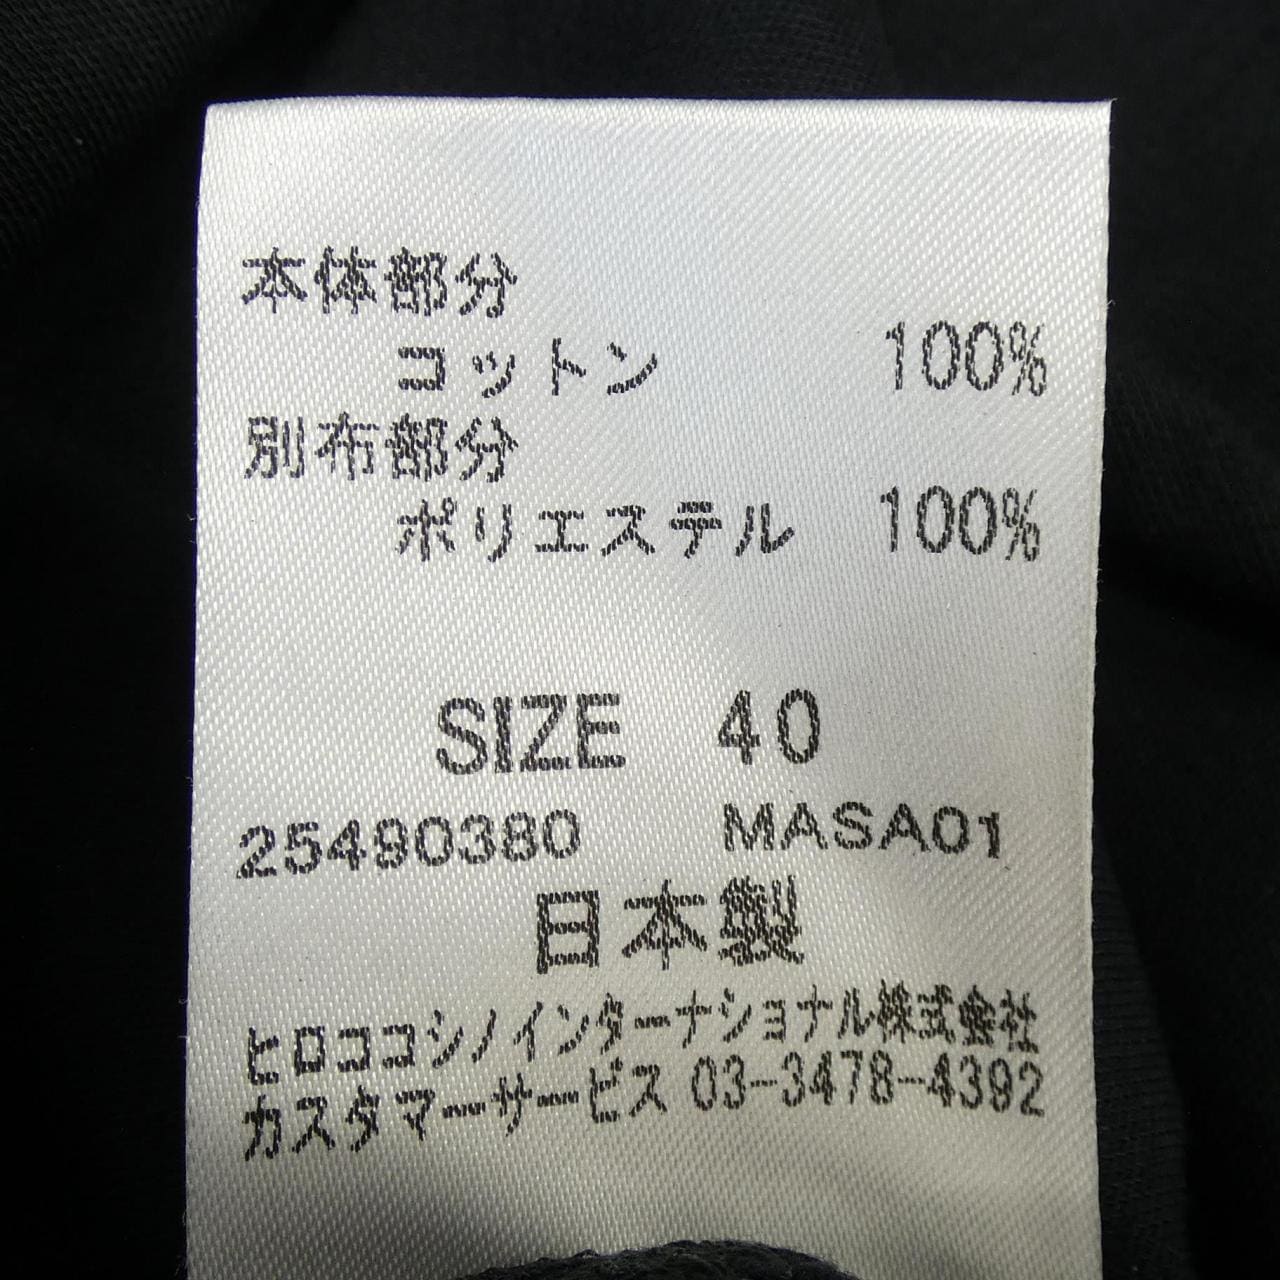 本体部分
コットン 100%
別布部分
ポリエステル 100%
SIZE 40
25490380 MASA01
日本製
ヒロココシノインターナショナル株式会社
カスタマーサービス 03-3478-4392